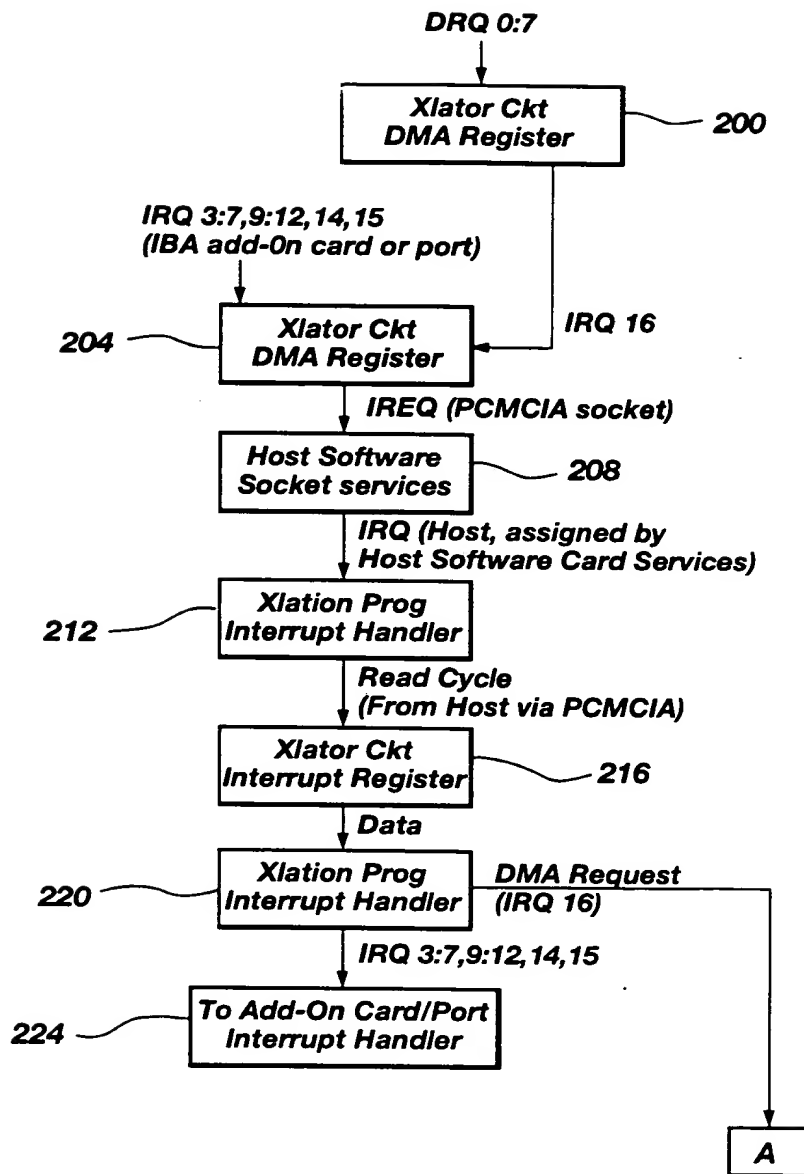 DRQ 0:7
Xlator Ckt
DMA Register
200
IRQ 3:7,9:12,14,15
(IBA add-On card or port)
IRQ 16
204
Xlator Ckt
DMA Register
IREQ (PCMCIA socket)
Host Software
Socket services
208
IRQ (Host, assigned by
Host Software Card Services)
212
Xlation Prog
Interrupt Handler
Read Cycle
(From Host via PCMCIA)
Xlator Ckt
Interrupt Register
216
Data
220
Xlation Prog
Interrupt Handler
DMA Request
(IRQ 16)
IRQ 3:7,9:12,14,15
224
To Add-On Card/Port
Interrupt Handler
A